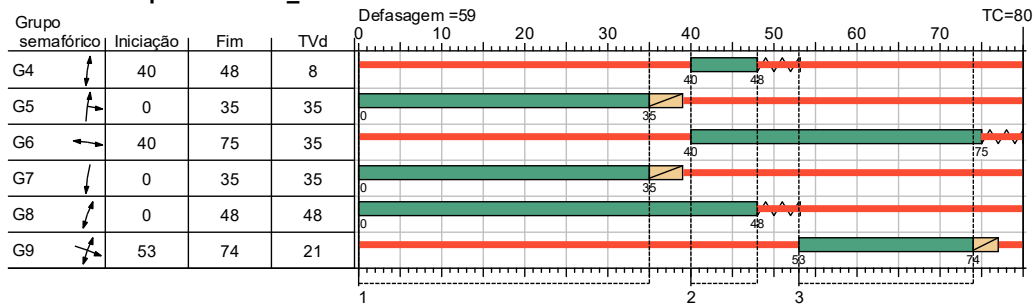 Defasagem =59 TC=80
Grupo
semafórico Iniciação Fim TVd
0 10 20 30 40 50 60 70
G4 40 48 8
40 48
G5 0 35 35
0 35
G6 40 75 35
40 75
G7 0 35 35
0 35
G8 0 48 48
0 48
G9 53 74 21
53 74
1 2 3